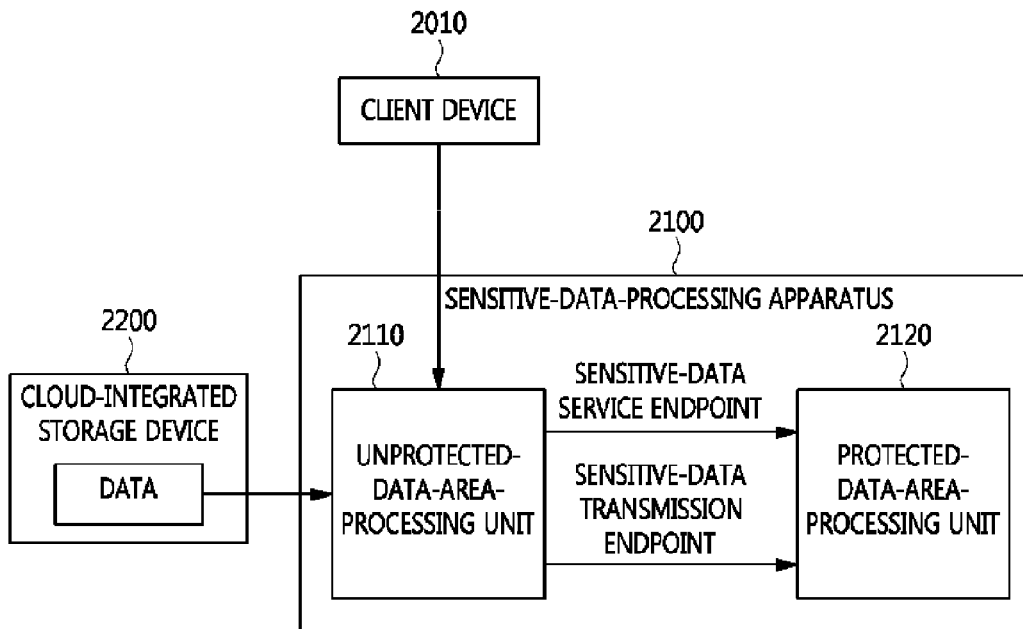 2010
CLIENT DEVICE
2100
SENSITIVE-DATA-PROCESSING APPARATUS
2200
CLOUD-INTEGRATED
STORAGE DEVICE
DATA
2110
UNPROTECTED-
DATA-AREA-
PROCESSING UNIT
SENSITIVE-DATA
SERVICE ENDPOINT
SENSITIVE-DATA
TRANSMISSION
ENDPOINT
2120
PROTECTED-
DATA-AREA-
PROCESSING UNIT